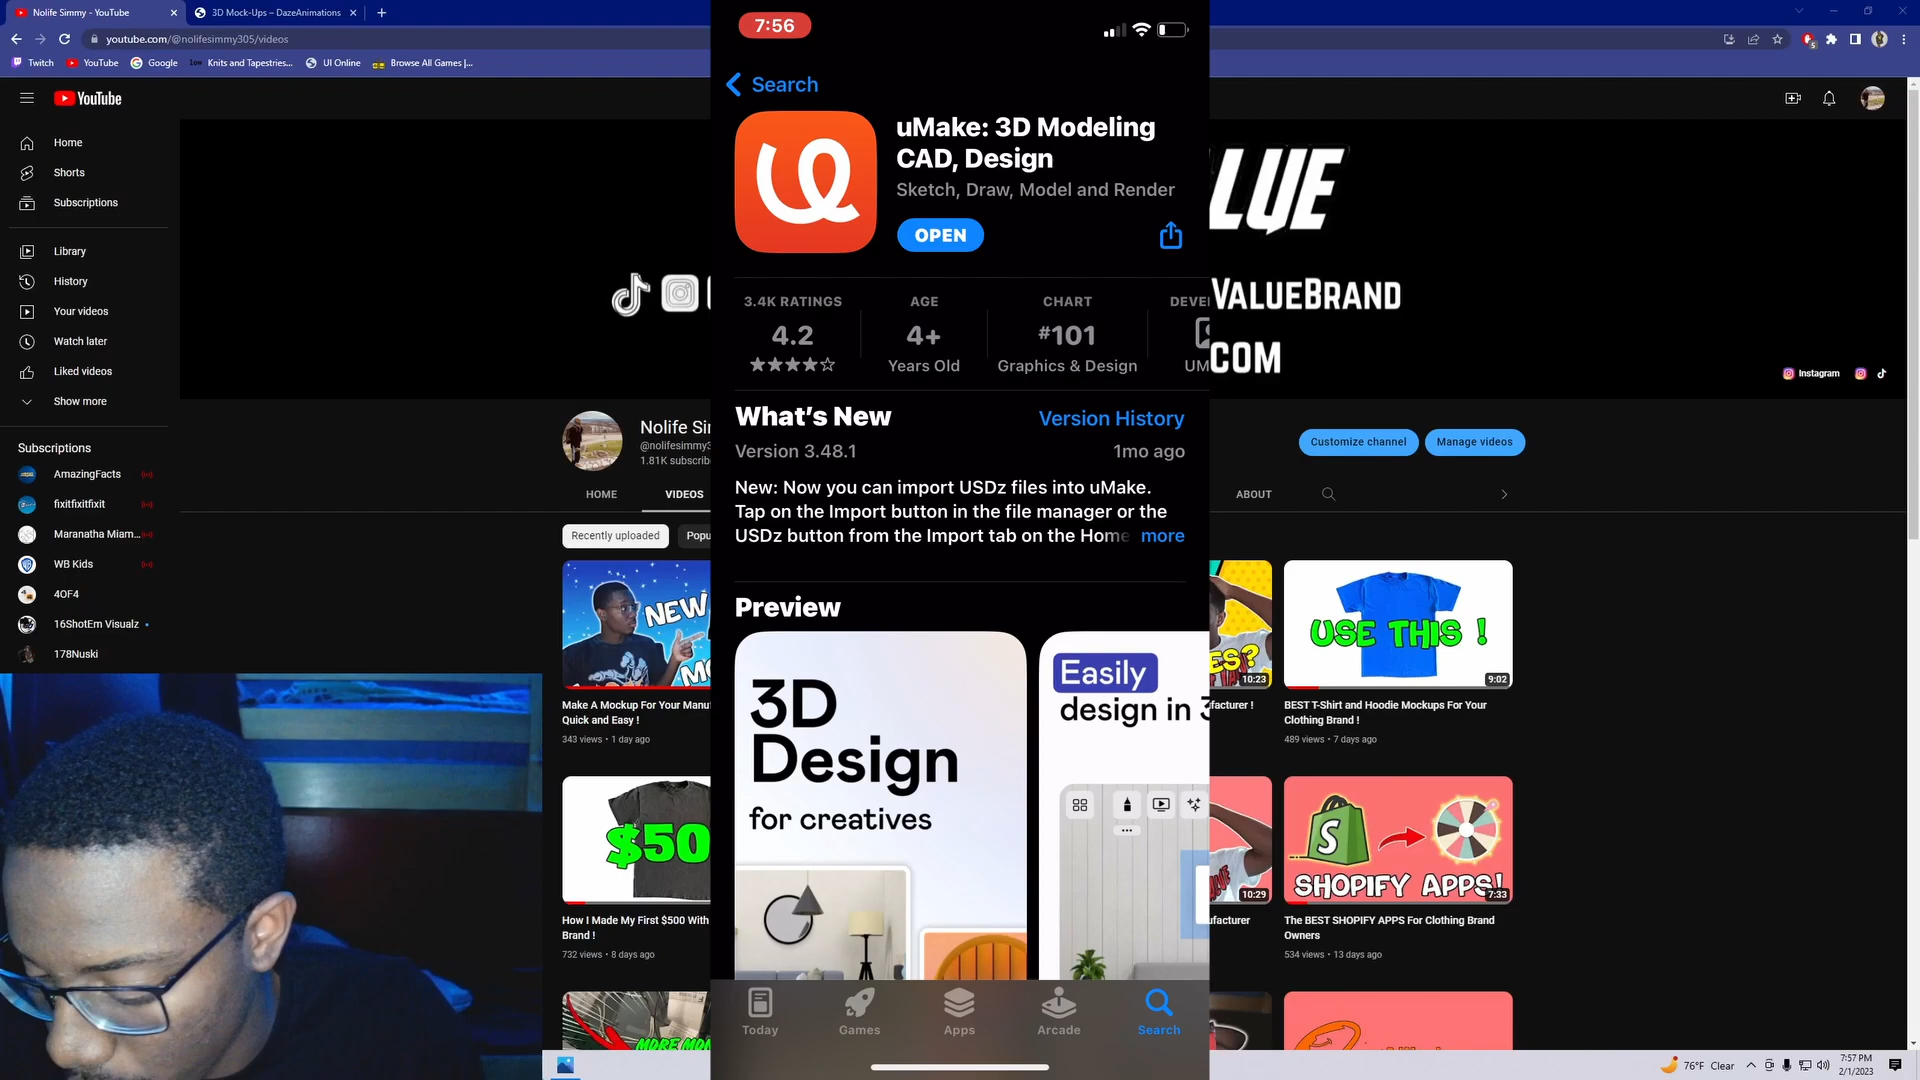 Nolife Simmy - YouTube
3D Mock-Ups – DazeAnimations
youtube.com/@nolifesimmy305/videos
Twitch
YouTube
Google
Knits and Tapestries...
UI Online
Browse All Games |...
YouTube
Home
Shorts
Subscriptions
Library
History
Your videos
Watch later
Liked videos
Show more
Subscriptions
AmazingFacts
fixitfixitfixit
Maranatha Miam...
WB Kids
4OF4
16ShotEm Visualz
178Nuski
LUE
VALUEBRAND
COM
Instagram
Nolife Si
@nolifesimmy3
1.81K subscrib
Customize channel
Manage videos
HOME
VIDEOS
ABOUT
Recently uploaded
Popu
NEW
MO
Make A Mockup For Your Manuf
Quick and Easy !
343 views • 1 day ago
$50
How I Made My First $500 With
Brand !
732 views • 8 days ago
10:23
facturer !
USE THIS !
9:02
BEST T-Shirt and Hoodie Mockups For Your
Clothing Brand !
489 views • 7 days ago
10:29
ufacturer
SHOPIFY APPS!
7:33
The BEST SHOPIFY APPS For Clothing Brand
Owners
534 views • 13 days ago
7:56
Search
uMake: 3D Modeling
CAD, Design
Sketch, Draw, Model and Render
OPEN
3.4K RATINGS
4.2
AGE
4+
Years Old
CHART
#101
Graphics & Design
DEVE
UM
What's New
Version History
Version 3.48.1
1mo ago
New: Now you can import USDz files into uMake.
Tap on the Import button in the file manager or the
USDz button from the Import tab on the Home more
Preview
3D
Design
for creatives
Easily
design in 3
Today
Games
Apps
Arcade
Search
76°F Clear
7:57 PM
2/1/2023